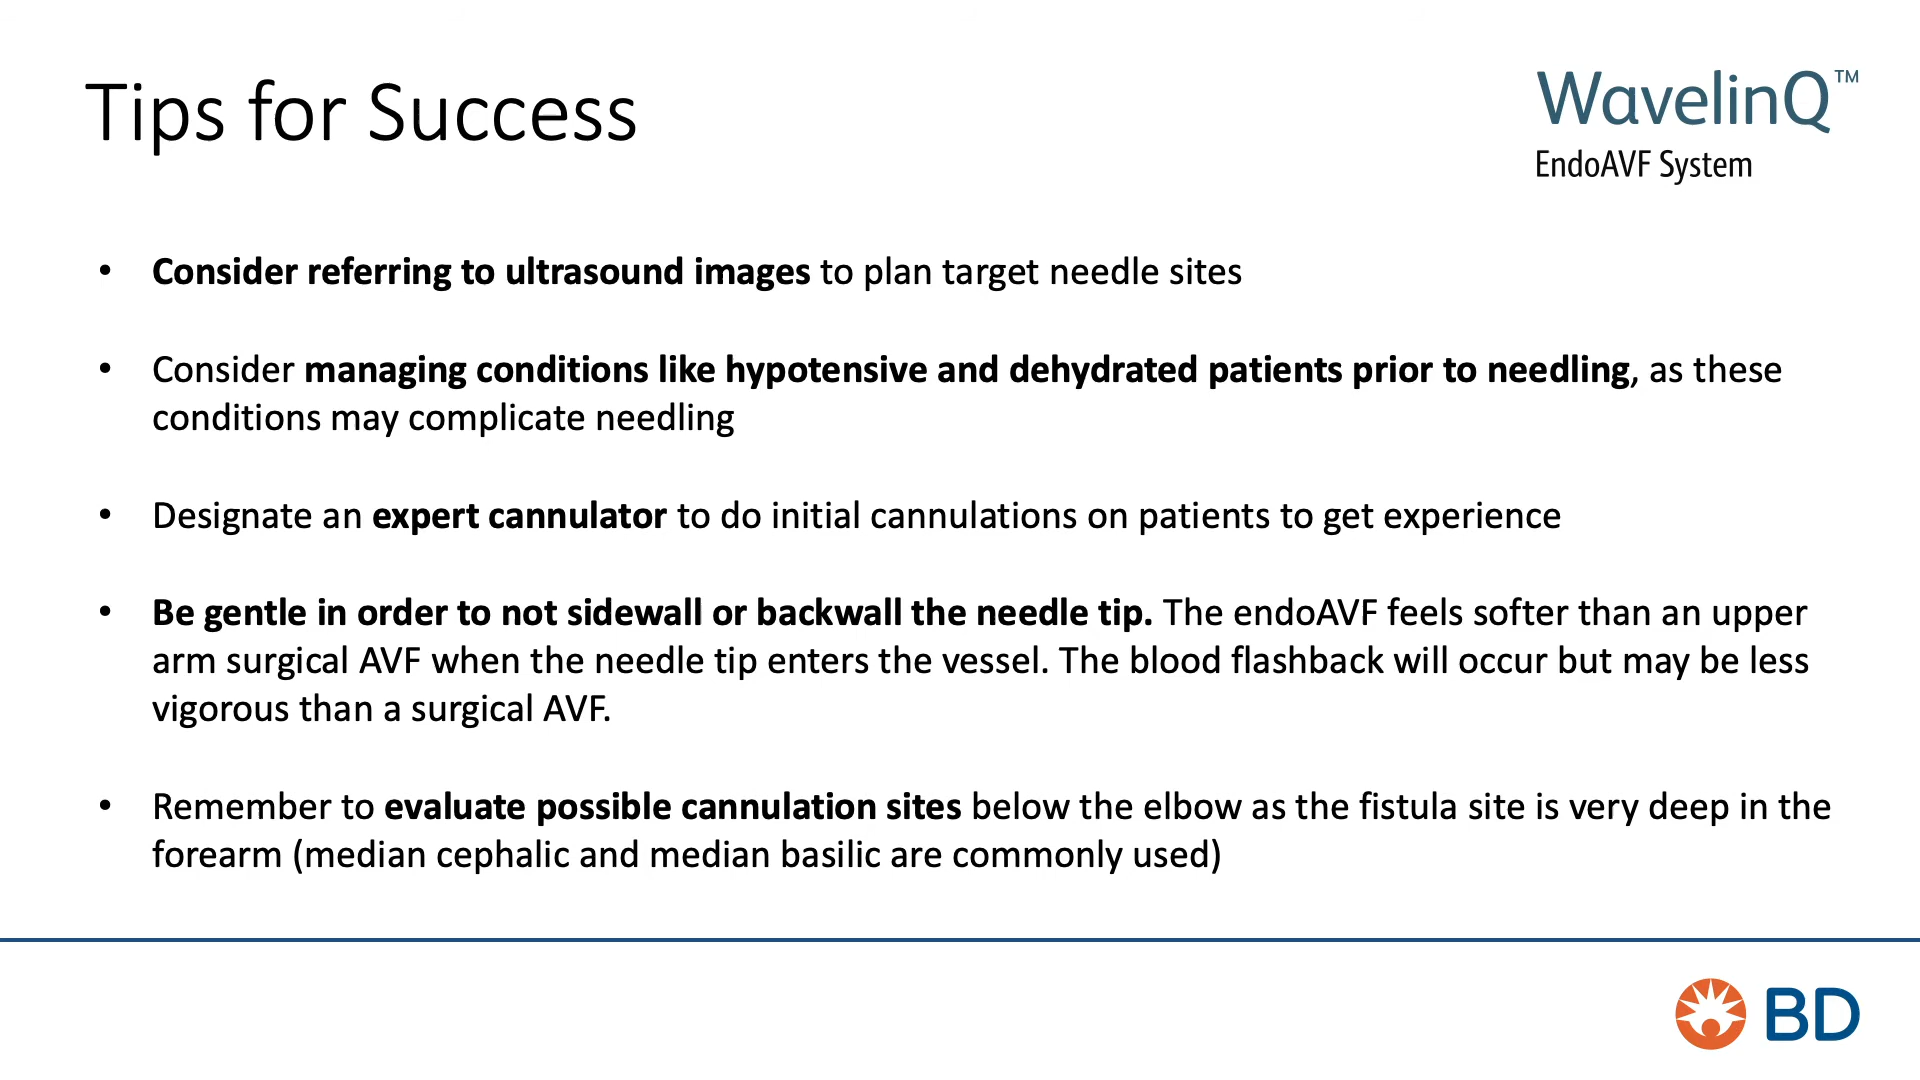 Tips for Success
WavelinQ™
EndoAVF System
• Consider referring to ultrasound images to plan target needle sites
• Consider managing conditions like hypotensive and dehydrated patients prior to needling, as these
conditions may complicate needling
• Designate an expert cannulator to do initial cannulations on patients to get experience
• Be gentle in order to not sidewall or backwall the needle tip. The endoAVF feels softer than an upper
arm surgical AVF when the needle tip enters the vessel. The blood flashback will occur but may be less
vigorous than a surgical AVF.
• Remember to evaluate possible cannulation sites below the elbow as the fistula site is very deep in the
forearm (median cephalic and median basilic are commonly used)
BD